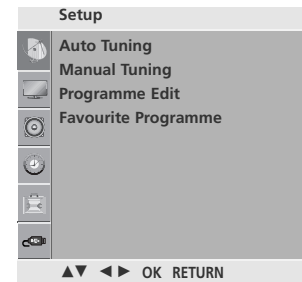 Setup
Auto Tuning
Manual Tuning
Programme Edit
Favourite Programme
▲▼ ◄► OK RETURN